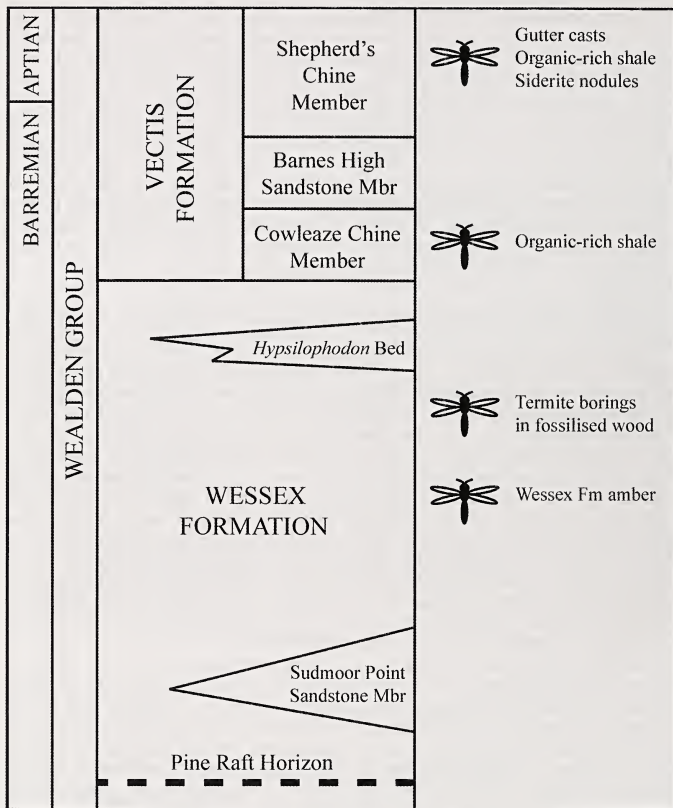 APTIAN
BARREMIAN
WEALDEN GROUP
VECTIS
FORMATION
Shepherd's
Chine
Member
Barnes High
Sandstone Mbr
Cowleaze Chine
Member
Hypsilophodon Bed
WESSEX
FORMATION
Sudmoor Point
Sandstone Mbr
Pine Raft Horizon
Gutter casts
Organic-rich shale
Siderite nodules
Organic-rich shale
Termite borings
in fossilised wood
Wessex Fm amber